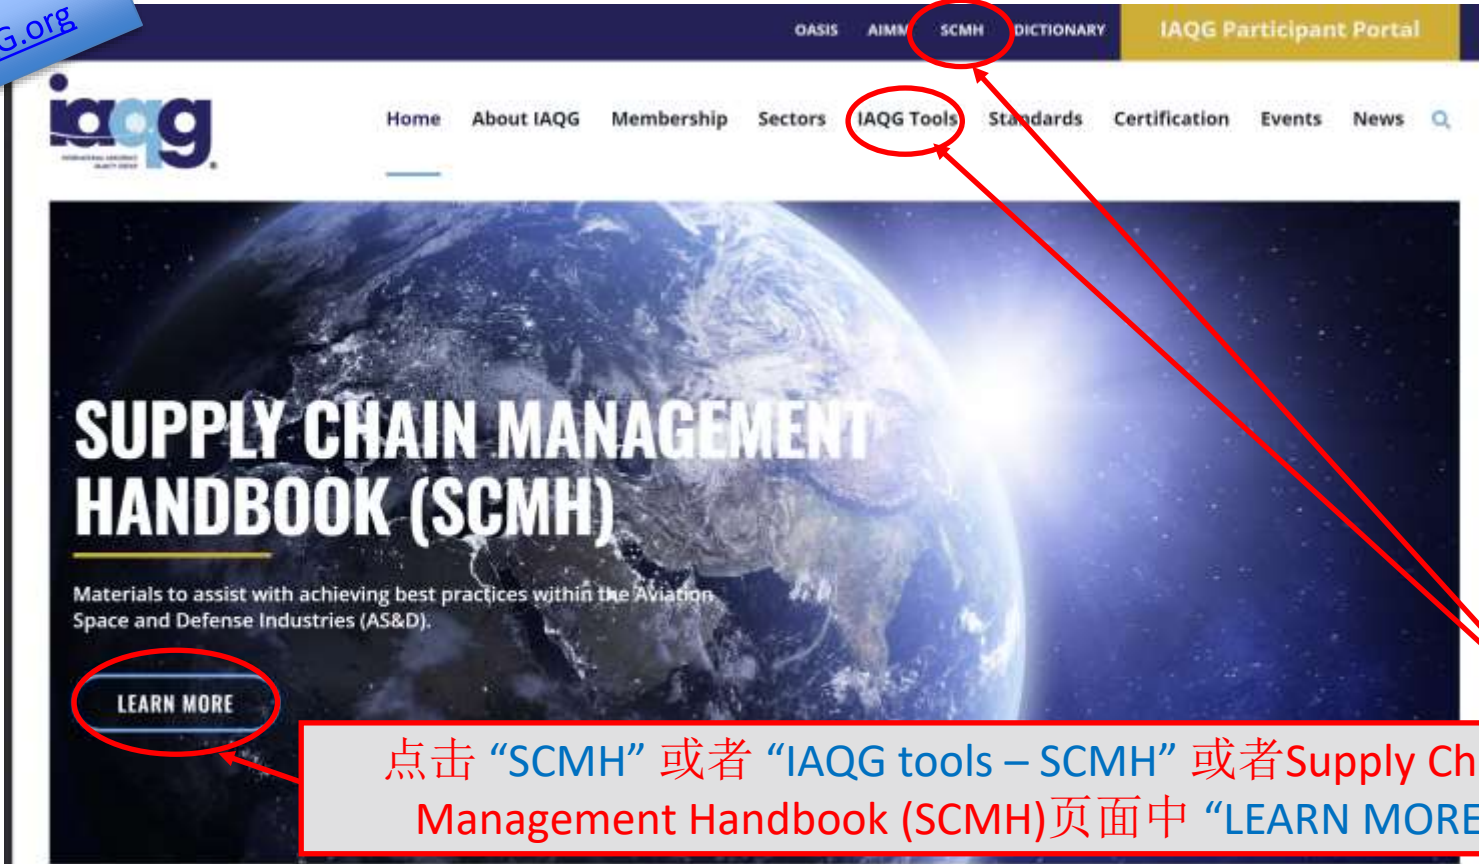 G.org
OASIS AIMM SCMH DICTIONARY IAQG Participant Portal
iaqg
Home About IAQG Membership Sectors IAQG Tools Standards Certification Events News
SUPPLY CHAIN MANAGEMENT
HANDBOOK (SCMH)
Materials to assist with achieving best practices within the Aviation
Space and Defense Industries (AS&D).
LEARN MORE
点击 “SCMH” 或者 “IAQG tools – SCMH” 或者Supply Ch
Management Handbook (SCMH)页面中 “LEARN MORE